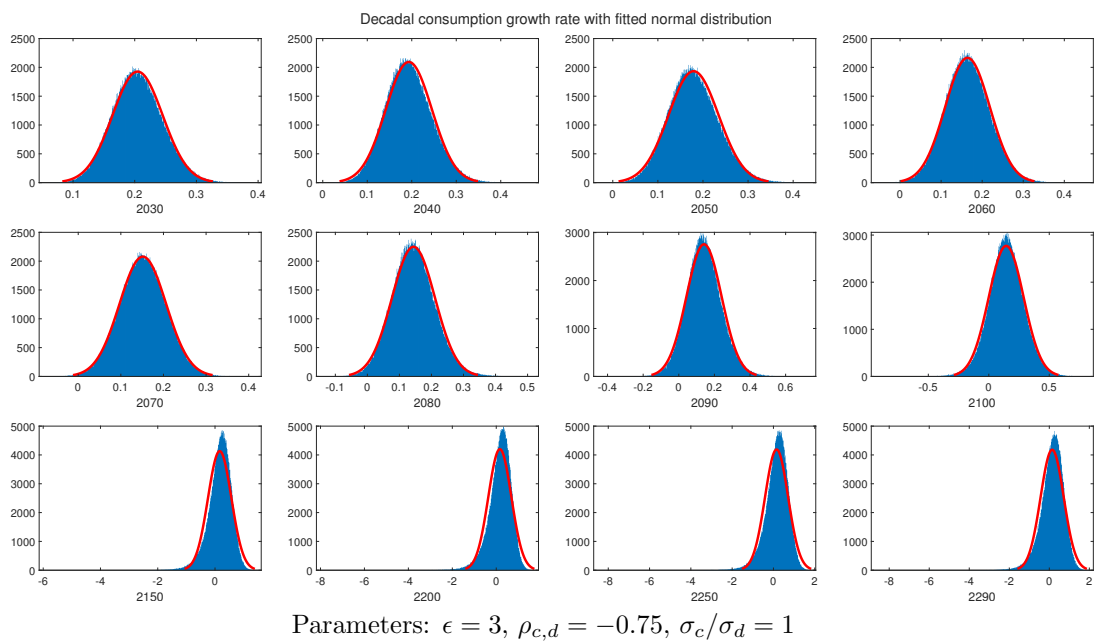 Decadal consumption growth rate with fitted normal distribution
2500 2500 2500 2500
2000 2000 2000 2000
1500 1500 1500 1500
1000 1000 1000 1000
500 500 500 500
0 0 0 0
0.1 0.2 0.3 0.4 0 0.1 0.2 0.3 0.4 0 0.1 0.2 0.3 0.4 0 0.1 0.2 0.3 0.4
2030 2040 2050 2060
2500 2500 3000 3000
2000 2000 2000 2000
1500 1500 1000 1000
1000 1000 0 0
500 500
0 0
0 0.1 0.2 0.3 0.4 -0.1 0 0.1 0.2 0.3 0.4 0.5 -0.4 -0.2 0 0.2 0.4 0.6 -0.5 0 0.5
2070 2080 2090 2100
5000 5000 5000 5000
4000 4000 4000 4000
3000 3000 3000 3000
2000 2000 2000 2000
1000 1000 1000 1000
0 0 0 0
-6 -4 -2 0 -8 -6 -4 -2 0 -8 -6 -4 -2 0 2 -8 -6 -4 -2 0 2
2150 2200 2250 2290
Parameters: ϵ = 3, ρc,d = −0.75, σc/σd = 1